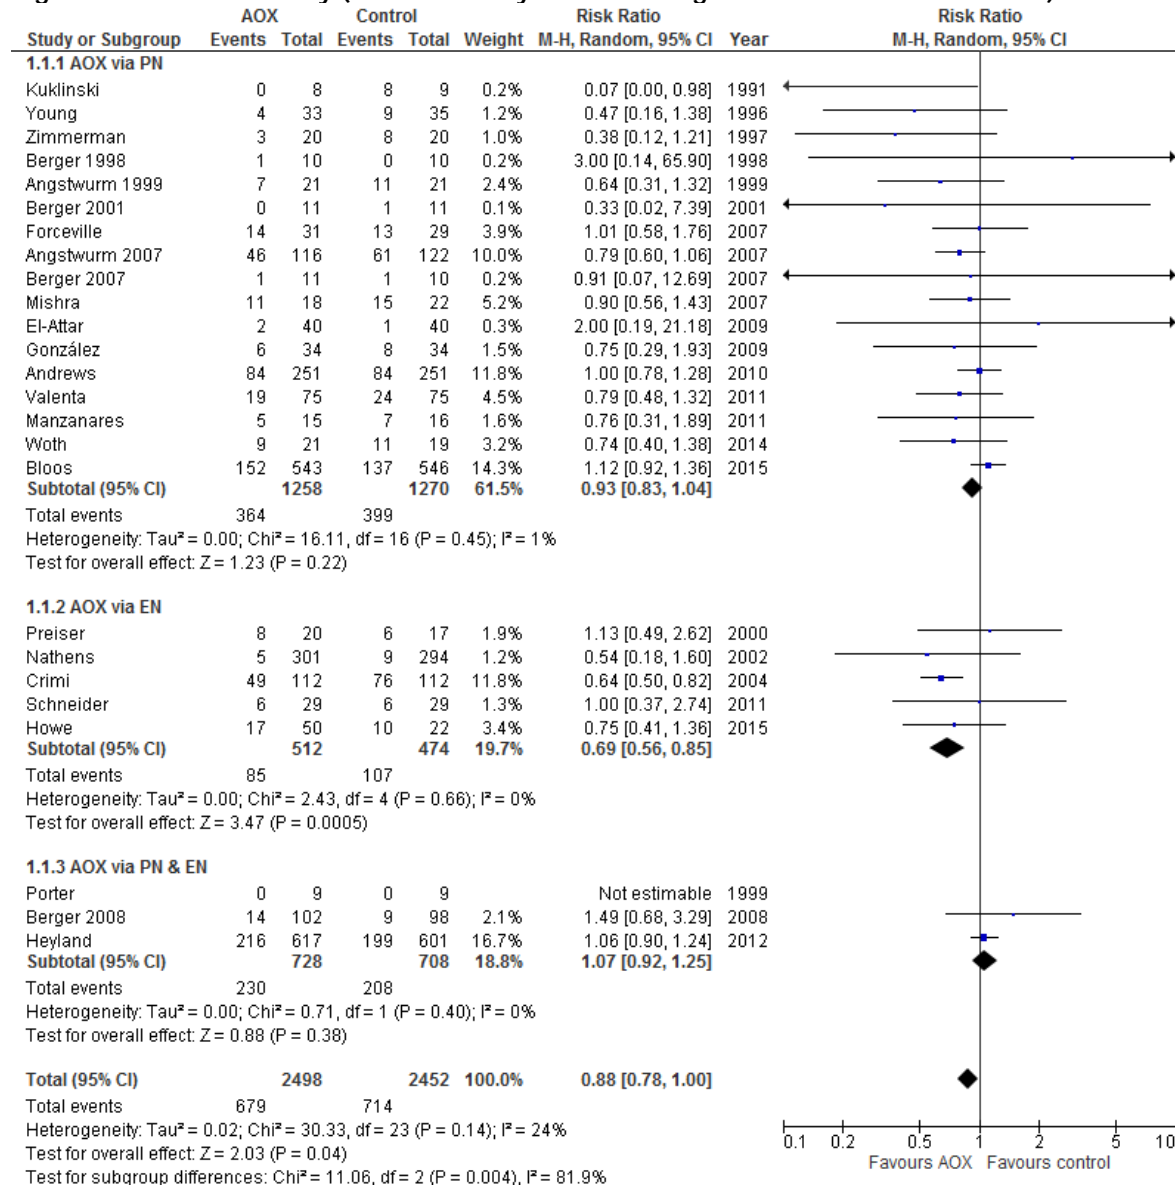 AOX Control Risk Ratio Risk Ratio
Study or Subgroup Events Total Events Total Weight M-H, Random, 95% CI Year M-H, Random, 95% CI
1.1.1 AOX via PN
Kuklinski 0 8 8 9 0.2% 0.07 [0.00, 0.98] 1991
Young 4 33 9 35 1.2% 0.47 [0.16, 1.38] 1996
Zimmerman 3 20 8 20 1.0% 0.38 [0.12, 1.21] 1997
Berger 1998 1 10 0 10 0.2% 3.00 [0.14, 65.90] 1998
Angstwurm 1999 7 21 11 21 2.4% 0.64 [0.31, 1.32] 1999
Berger 2001 0 11 1 11 0.1% 0.33 [0.02, 7.39] 2001
Forceville 14 31 13 29 3.9% 1.01 [0.58, 1.76] 2007
Angstwurm 2007 46 116 61 122 10.0% 0.79 [0.60, 1.06] 2007
Berger 2007 1 11 1 10 0.2% 0.91 [0.07, 12.69] 2007
Mishra 11 18 15 22 5.2% 0.90 [0.56, 1.43] 2007
El-Attar 2 40 1 40 0.3% 2.00 [0.19, 21.18] 2009
González 6 34 8 34 1.5% 0.75 [0.29, 1.93] 2009
Andrews 84 251 84 251 11.8% 1.00 [0.78, 1.28] 2010
Valenta 19 75 24 75 4.5% 0.79 [0.48, 1.32] 2011
Manzanares 5 15 7 16 1.6% 0.76 [0.31, 1.89] 2011
Woth 9 21 11 19 3.2% 0.74 [0.40, 1.38] 2014
Bloos 152 543 137 546 14.3% 1.12 [0.92, 1.36] 2015
Subtotal (95% CI) 1258 1270 61.5% 0.93 [0.83, 1.04]
Total events 364 399
Heterogeneity: Tau² = 0.00; Chi² = 16.11, df = 16 (P = 0.45); I² = 1%
Test for overall effect: Z = 1.23 (P = 0.22)
1.1.2 AOX via EN
Preiser 8 20 6 17 1.9% 1.13 [0.49, 2.62] 2000
Nathens 5 301 9 294 1.2% 0.54 [0.18, 1.60] 2002
Crimi 49 112 76 112 11.8% 0.64 [0.50, 0.82] 2004
Schneider 6 29 6 29 1.3% 1.00 [0.37, 2.74] 2011
Howe 17 50 10 22 3.4% 0.75 [0.41, 1.36] 2015
Subtotal (95% CI) 512 474 19.7% 0.69 [0.56, 0.85]
Total events 85 107
Heterogeneity: Tau² = 0.00; Chi² = 2.43, df = 4 (P = 0.66); I² = 0%
Test for overall effect: Z = 3.47 (P = 0.0005)
1.1.3 AOX via PN & EN
Porter 0 9 0 9 Not estimable 1999
Berger 2008 14 102 9 98 2.1% 1.49 [0.68, 3.29] 2008
Heyland 216 617 199 601 16.7% 1.06 [0.90, 1.24] 2012
Subtotal (95% CI) 728 708 18.8% 1.07 [0.92, 1.25]
Total events 230 208
Heterogeneity: Tau² = 0.00; Chi² = 0.71, df = 1 (P = 0.40); I² = 0%
Test for overall effect: Z = 0.88 (P = 0.38)
Total (95% CI) 2498 2452 100.0% 0.88 [0.78, 1.00]
Total events 679 714
Heterogeneity: Tau² = 0.02; Chi² = 30.33, df = 23 (P = 0.14); I² = 24%
Test for overall effect: Z = 2.03 (P = 0.04)
Test for subgroup differences: Chi² = 11.06, df = 2 (P = 0.004), I² = 81.9%
0.1 0.2 0.5 1 2 5 10
Favours AOX Favours control